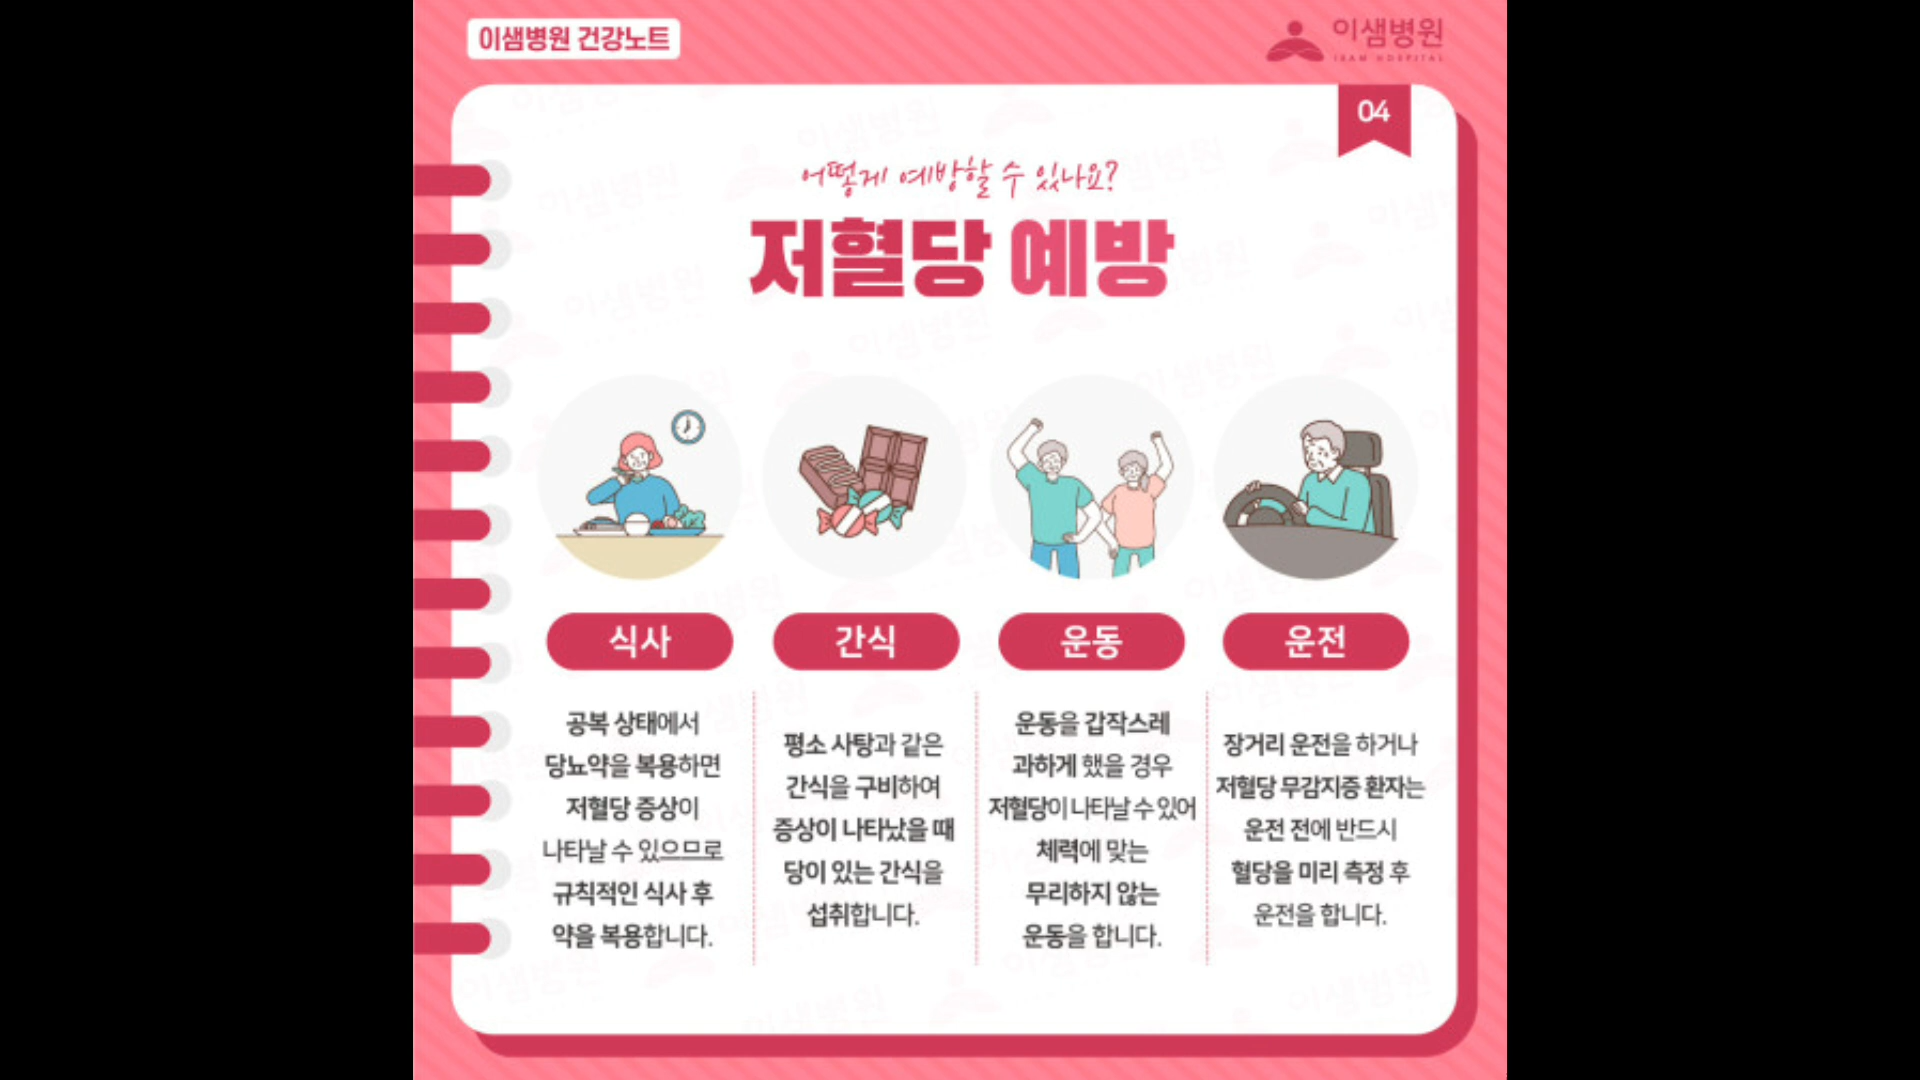 이샘병원 건강노트
이샘병원
ISAM HOSPITAL
04
어떻게 예방할 수 있나요?
저혈당 예방
식사
공복 상태에서
당뇨약을 복용하면
저혈당 증상이
나타날 수 있으므로
규칙적인 식사 후
약을 복용합니다.
간식
평소 사탕과 같은
간식을 구비하여
증상이 나타났을 때
당이 있는 간식을
섭취합니다.
운동
운동을 갑작스레
과하게 했을 경우
저혈당이 나타날 수 있어
체력에 맞는
무리하지 않는
운동을 합니다.
운전
장거리 운전을 하거나
저혈당 무감지증 환자는
운전 전에 반드시
혈당을 미리 측정 후
운전을 합니다.